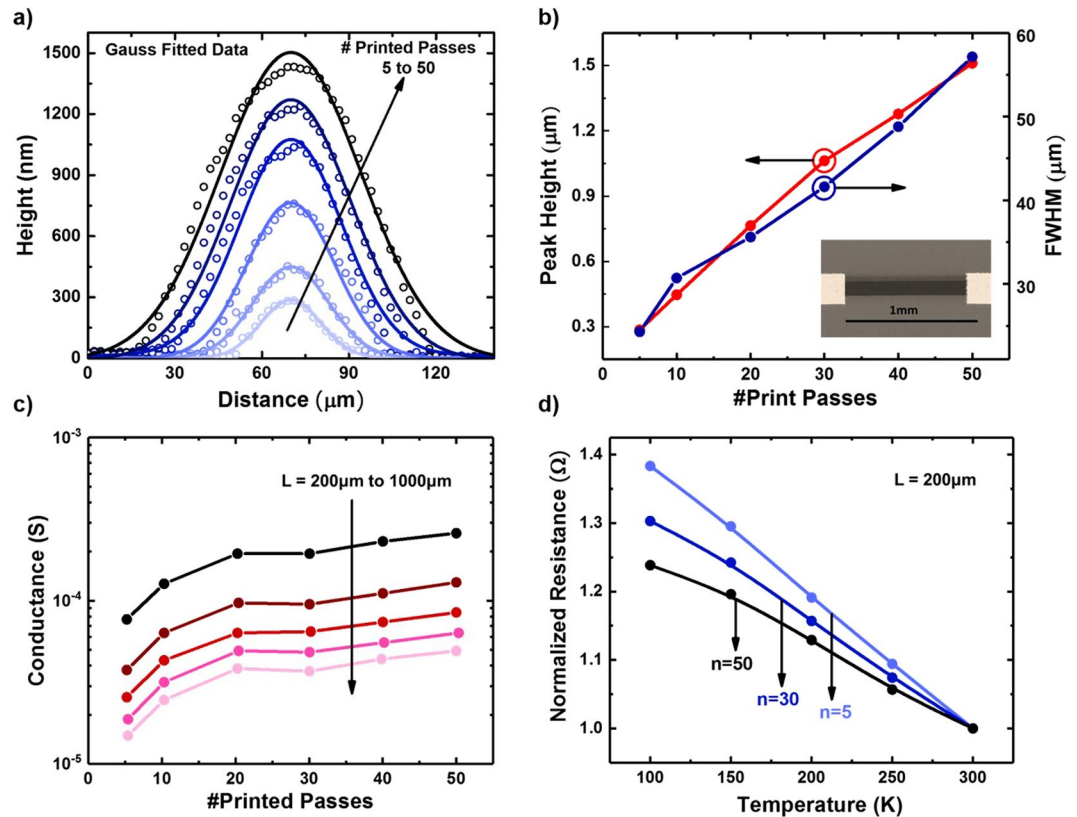 a)
Gauss Fitted Data
# Printed Passes
5 to 50
1500
1200
900
600
300
0
Height (nm)
0 30 60 90 120
Distance (μm)
b)
1.5
1.2
0.9
0.6
0.3
Peak Height (μm)
60
50
40
30
FWHM (μm)
1mm
0 10 20 30 40 50
#Print Passes
c)
10-3
10-4
10-5
Conductance (S)
L = 200μm to 1000μm
0 10 20 30 40 50
#Printed Passes
d)
1.4
1.3
1.2
1.1
1.0
Normalized Resistance (Ω)
L = 200μm
n=50
n=30
n=5
100 150 200 250 300
Temperature (K)